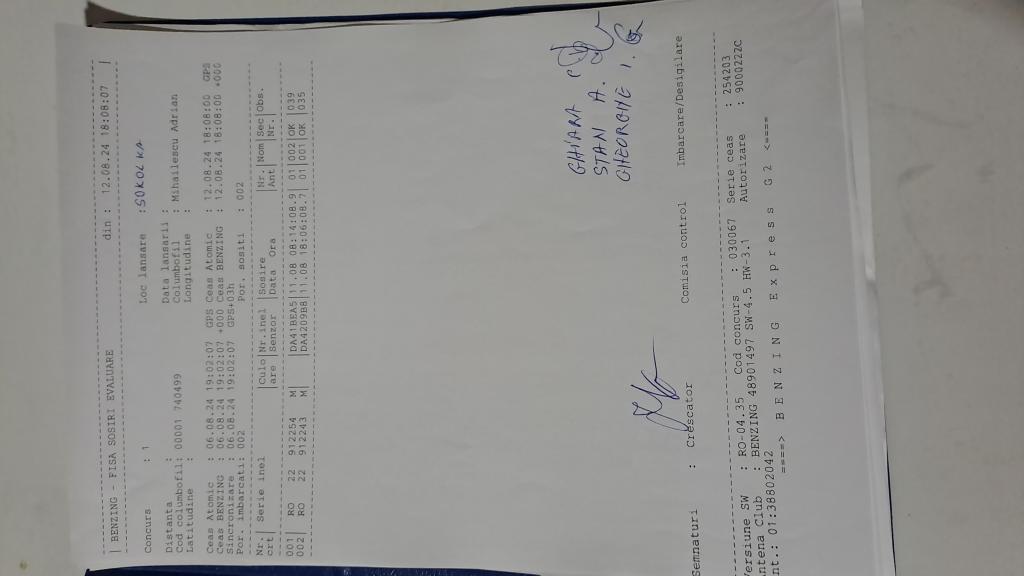 | BENZING - FISA SOSIRI EVALUARE din : 12.08.24 18:08:07 |
Concurs : 1 Loc lansare :SOKOLKA
Distanta : Data lansarii :
Cod columbofil: 00001 740499 Columbofil : Mihailescu Adrian
Latitudine : Longitudine :
Ceas Atomic : 06.08.24 19:02:07 GPS Ceas Atomic : 12.08.24 18:08:00 GPS
Ceas BENZING : 06.08.24 19:02:07 +000 Ceas BENZING : 12.08.24 18:08:00 +000
Sincronizare : 06.08.24 19:02:07 GPS+03h
Por. imbarcati: 002 Por. sositi : 002
Nr.| Serie inel |Culo|Nr.inel |Sosire |Nr.|Nom|Sec|Obs.
crt| |are |Senzor |Data Ora |Ant| |Nr.|
001| RO 22 912254 M| |DA41BEA5|11.08 08:14:08.9| 01|002|OK |039
002| RO 22 912243 M| |DA4209B8|11.08 18:06:08.7| 01|001|OK |035
GHIARA
STAN A.
GHEORGHE I.
Semnaturi : Crescator Comisia control Imbarcare/Desigilare
Versiune SW : RO-04.35 Cod concurs : 030067 Serie ceas : 254203
Antena Club : BENZING 48901497 SW-4.5 HW-3.1 Autorizare : 9000222C
nt.: 01:38802042
====> B E N Z I N G E x p r e s s G 2 <====